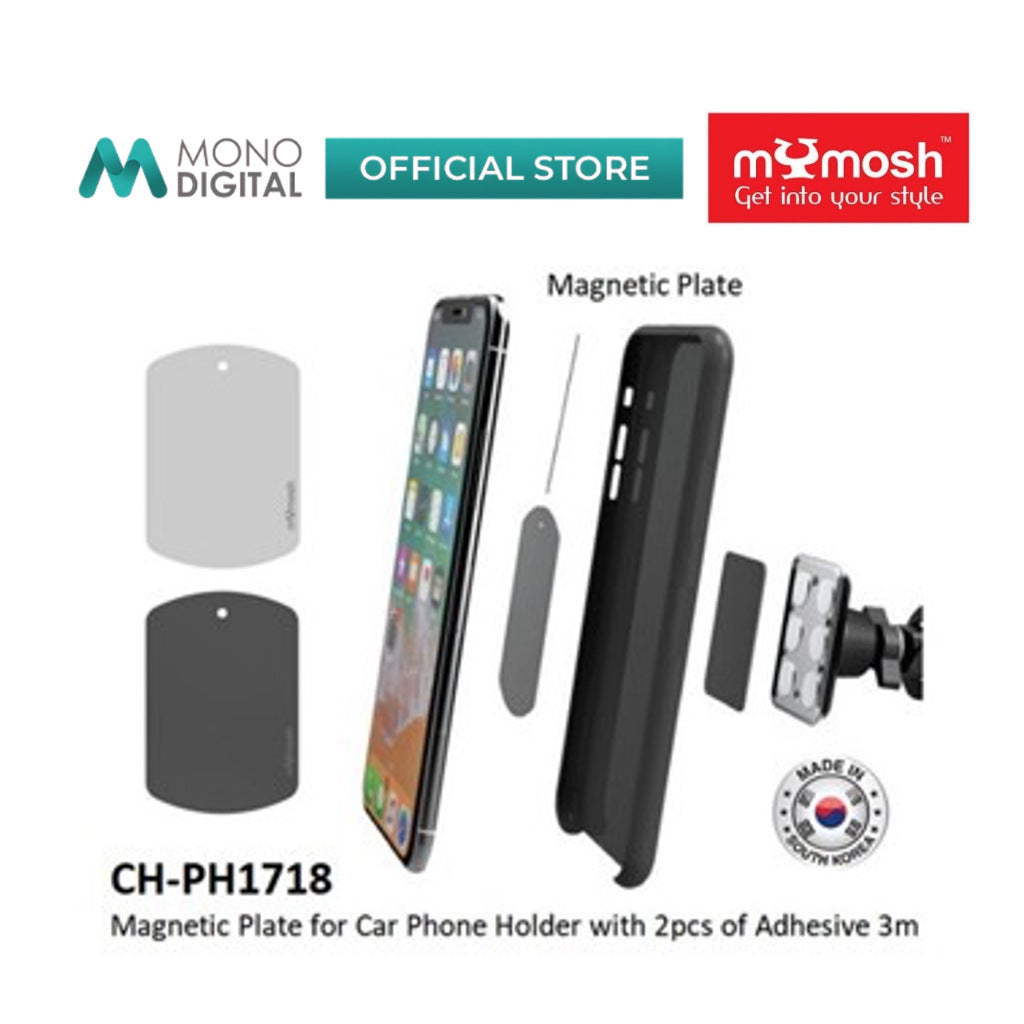 MONO
DIGITAL
OFFICIAL STORE
mymosh™
Get into your style
Magnetic Plate
mymosh
MADE IN
SOUTH KOREA
CH-PH1718
Magnetic Plate for Car Phone Holder with 2pcs of Adhesive 3m